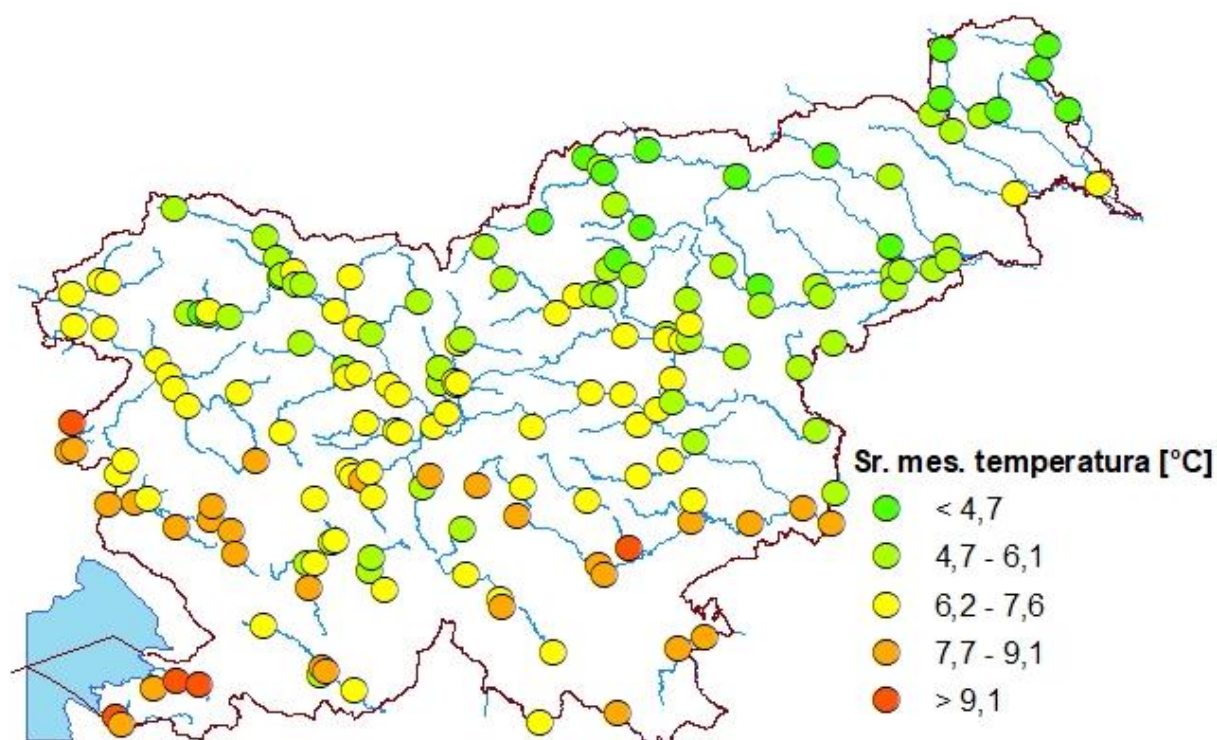 Sr. mes. temperatura [°C]
< 4,7
4,7 - 6,1
6,2 - 7,6
7,7 - 9,1
> 9,1